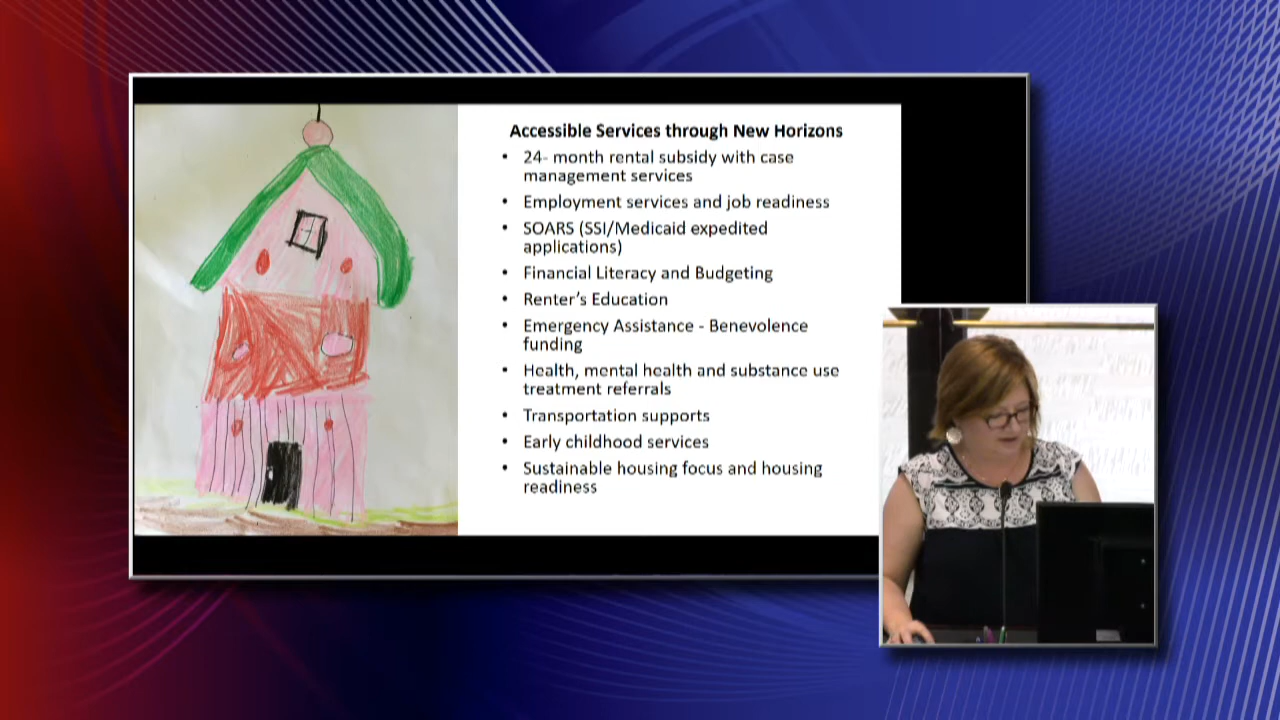 Accessible Services through New Horizons
• 24- month rental subsidy with case
management services
• Employment services and job readiness
• SOARS (SSI/Medicaid expedited
applications)
• Financial Literacy and Budgeting
• Renter's Education
• Emergency Assistance - Benevolence
funding
• Health, mental health and substance use
treatment referrals
• Transportation supports
• Early childhood services
• Sustainable housing focus and housing
readiness